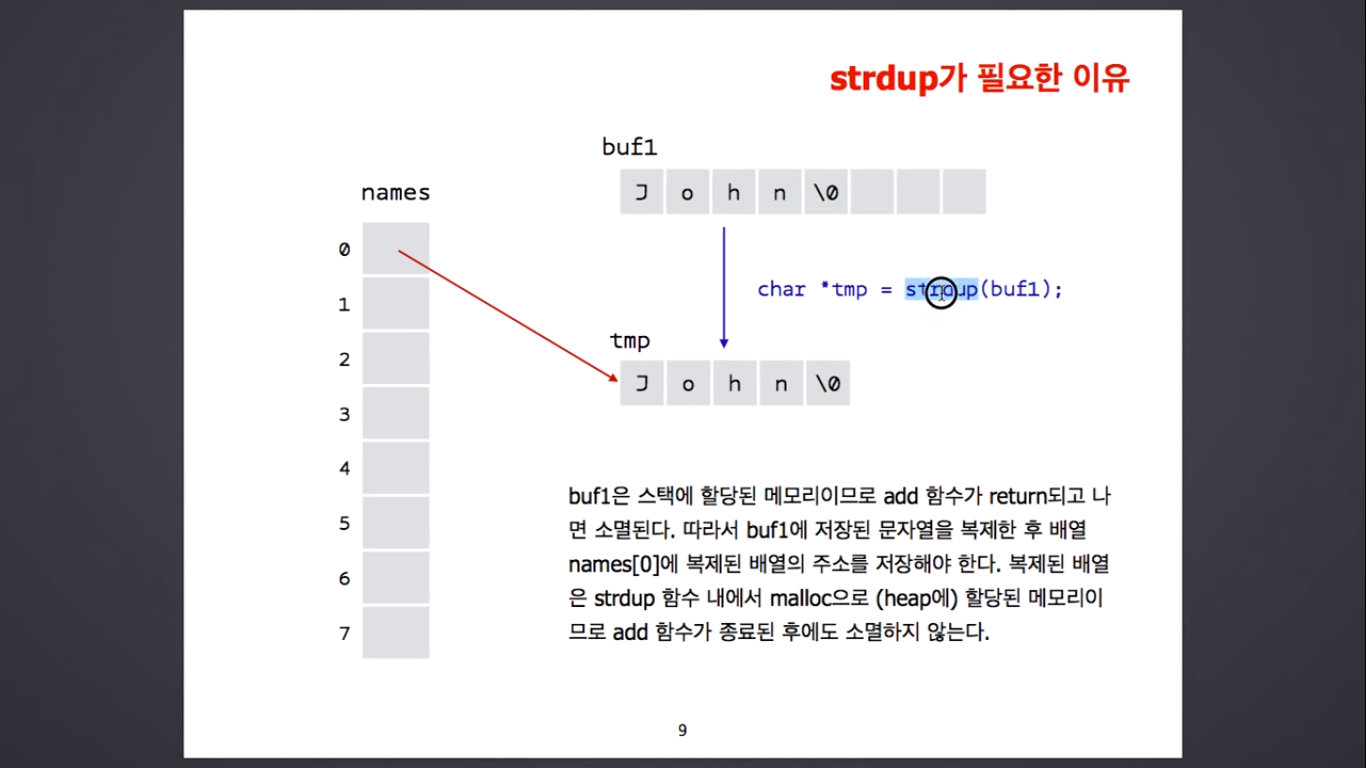 strdup가 필요한 이유
buf1
J o h n \0
names
0
1
2
3
4
5
6
7
char *tmp = strdup(buf1);
tmp
J o h n \0
buf1은 스택에 할당된 메모리이므로 add 함수가 return되고 나
면 소멸된다. 따라서 buf1에 저장된 문자열을 복제한 후 배열
names[0]에 복제된 배열의 주소를 저장해야 한다. 복제된 배열
은 strdup 함수 내에서 malloc으로 (heap에) 할당된 메모리이
므로 add 함수가 종료된 후에도 소멸하지 않는다.
9